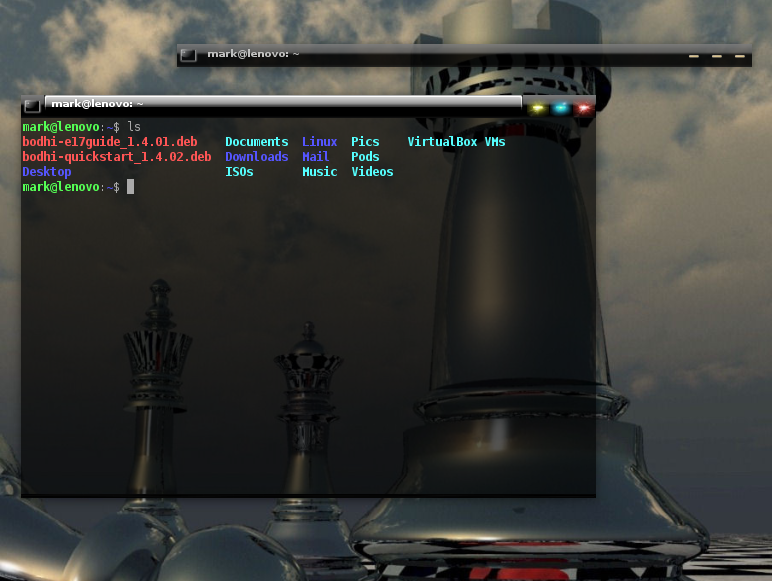 mark@lenovo: ~
mark@lenovo: ~
mark@lenovo:~$ ls
bodhi-e17guide_1.4.01.deb Documents Linux Pics VirtualBox VMs
bodhi-quickstart_1.4.02.deb Downloads Mail Pods
Desktop ISOs Music Videos
mark@lenovo:~$